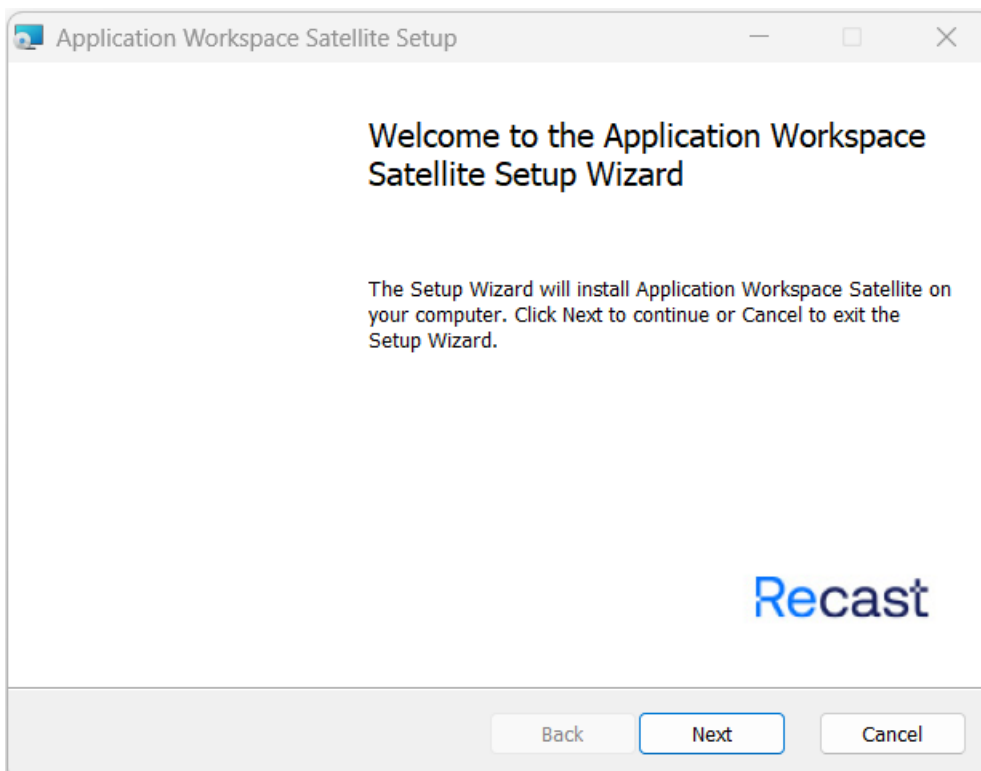 Application Workspace Satellite Setup
Welcome to the Application Workspace
Satellite Setup Wizard
The Setup Wizard will install Application Workspace Satellite on
your computer. Click Next to continue or Cancel to exit the
Setup Wizard.
Recast
Back Next Cancel